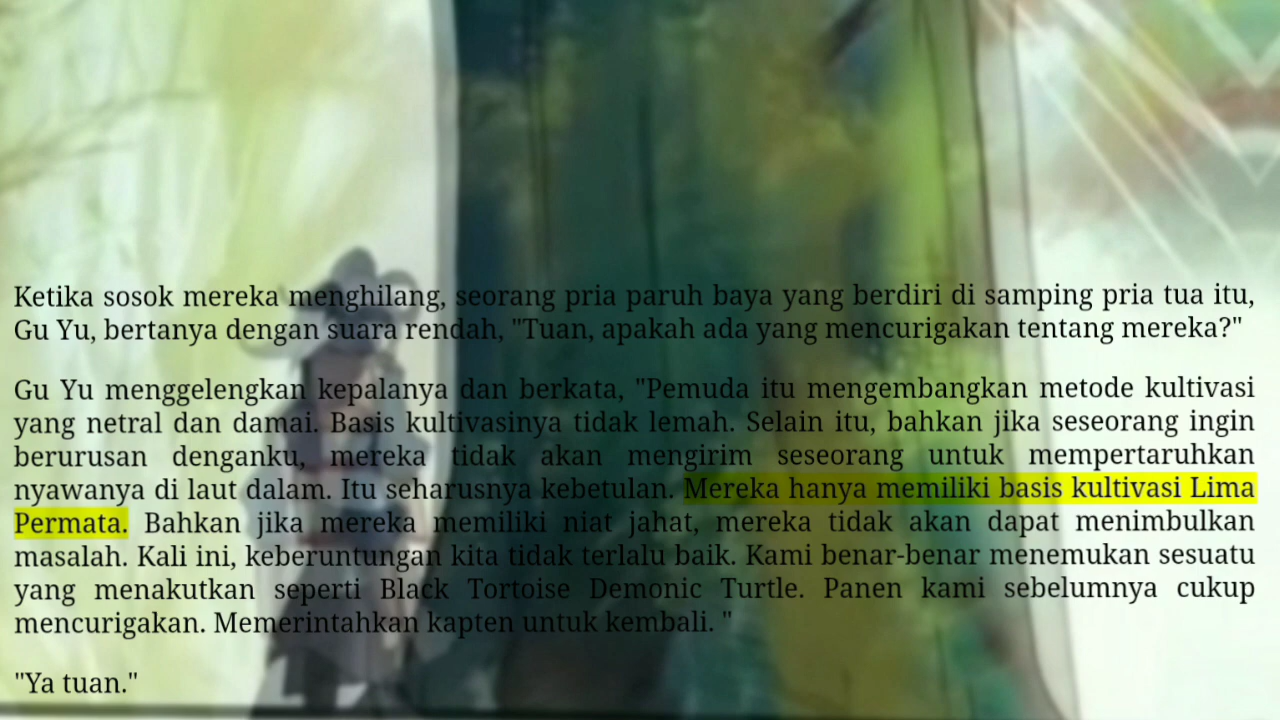 Ketika sosok mereka menghilang, seorang pria paruh baya yang berdiri di samping pria tua itu,
Gu Yu, bertanya dengan suara rendah, "Tuan, apakah ada yang mencurigakan tentang mereka?"
Gu Yu menggelengkan kepalanya dan berkata, "Pemuda itu mengembangkan metode kultivasi
yang netral dan damai. Basis kultivasinya tidak lemah. Selain itu, bahkan jika seseorang ingin
berurusan denganku, mereka tidak akan mengirim seseorang untuk mempertaruhkan
nyawanya di laut dalam. Itu seharusnya kebetulan. Mereka hanya memiliki basis kultivasi Lima
Permata. Bahkan jika mereka memiliki niat jahat, mereka tidak akan dapat menimbulkan
masalah. Kali ini, keberuntungan kita tidak terlalu baik. Kami benar-benar menemukan sesuatu
yang menakutkan seperti Black Tortoise Demonic Turtle. Panen kami sebelumnya cukup
mencurigakan. Memerintahkan kapten untuk kembali. "
"Ya tuan."